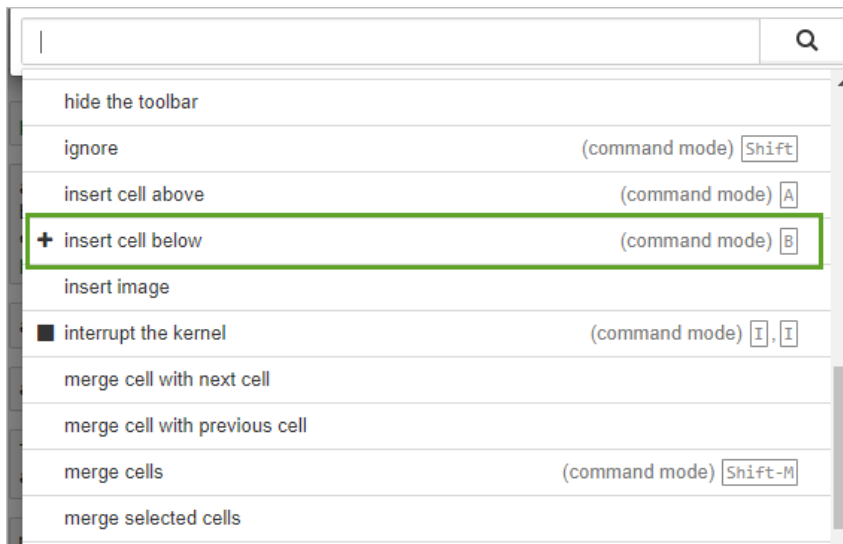 hide the toolbar
ignore (command mode) Shift
insert cell above (command mode) A
insert cell below (command mode) B
insert image
interrupt the kernel (command mode) I,I
merge cell with next cell
merge cell with previous cell
merge cells (command mode) Shift-M
merge selected cells